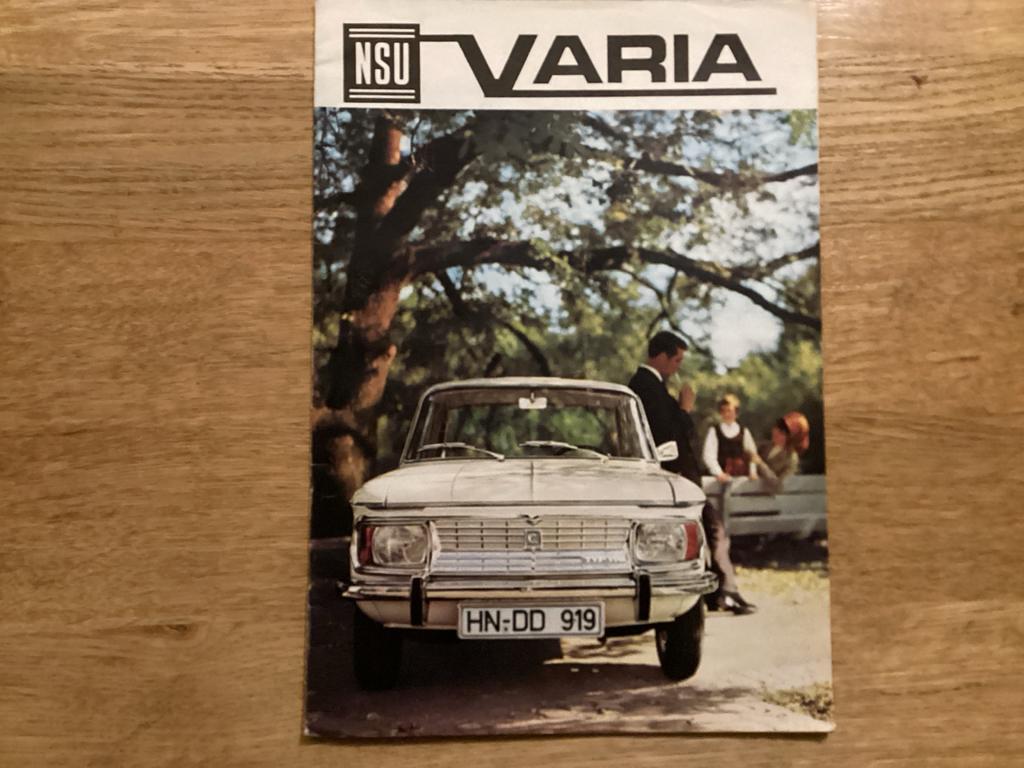 NSU VARIA
HN-DD 919